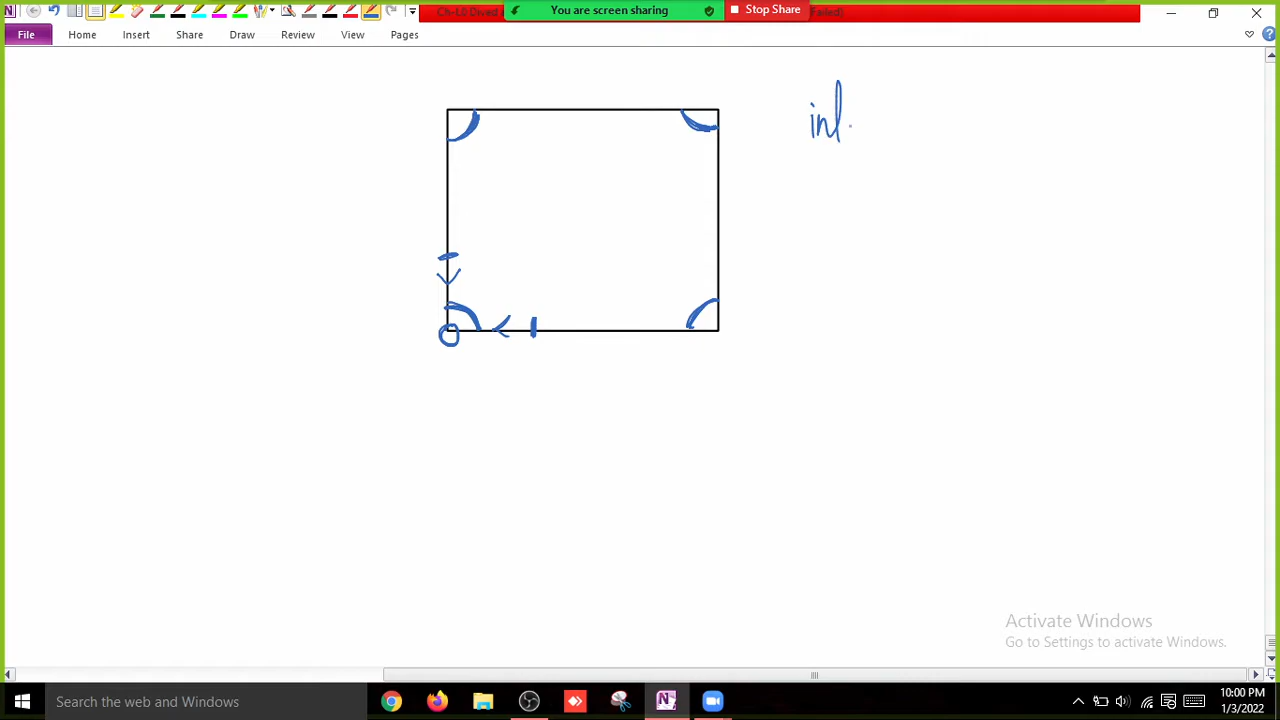 You are screen sharing
Stop Share
File Home Insert Share Draw Review View Pages
Activate Windows
Go to Settings to activate Windows.
Search the web and Windows
10:00 PM
1/3/2022